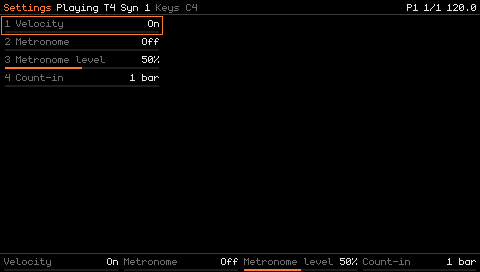 Settings Playing T4 Syn 1 Keys C4 P1 1/1 120.0
1 Velocity On
2 Metronome Off
3 Metronome level 50%
4 Count-in 1 bar
Velocity On Metronome Off Metronome level 50% Count-in 1 bar